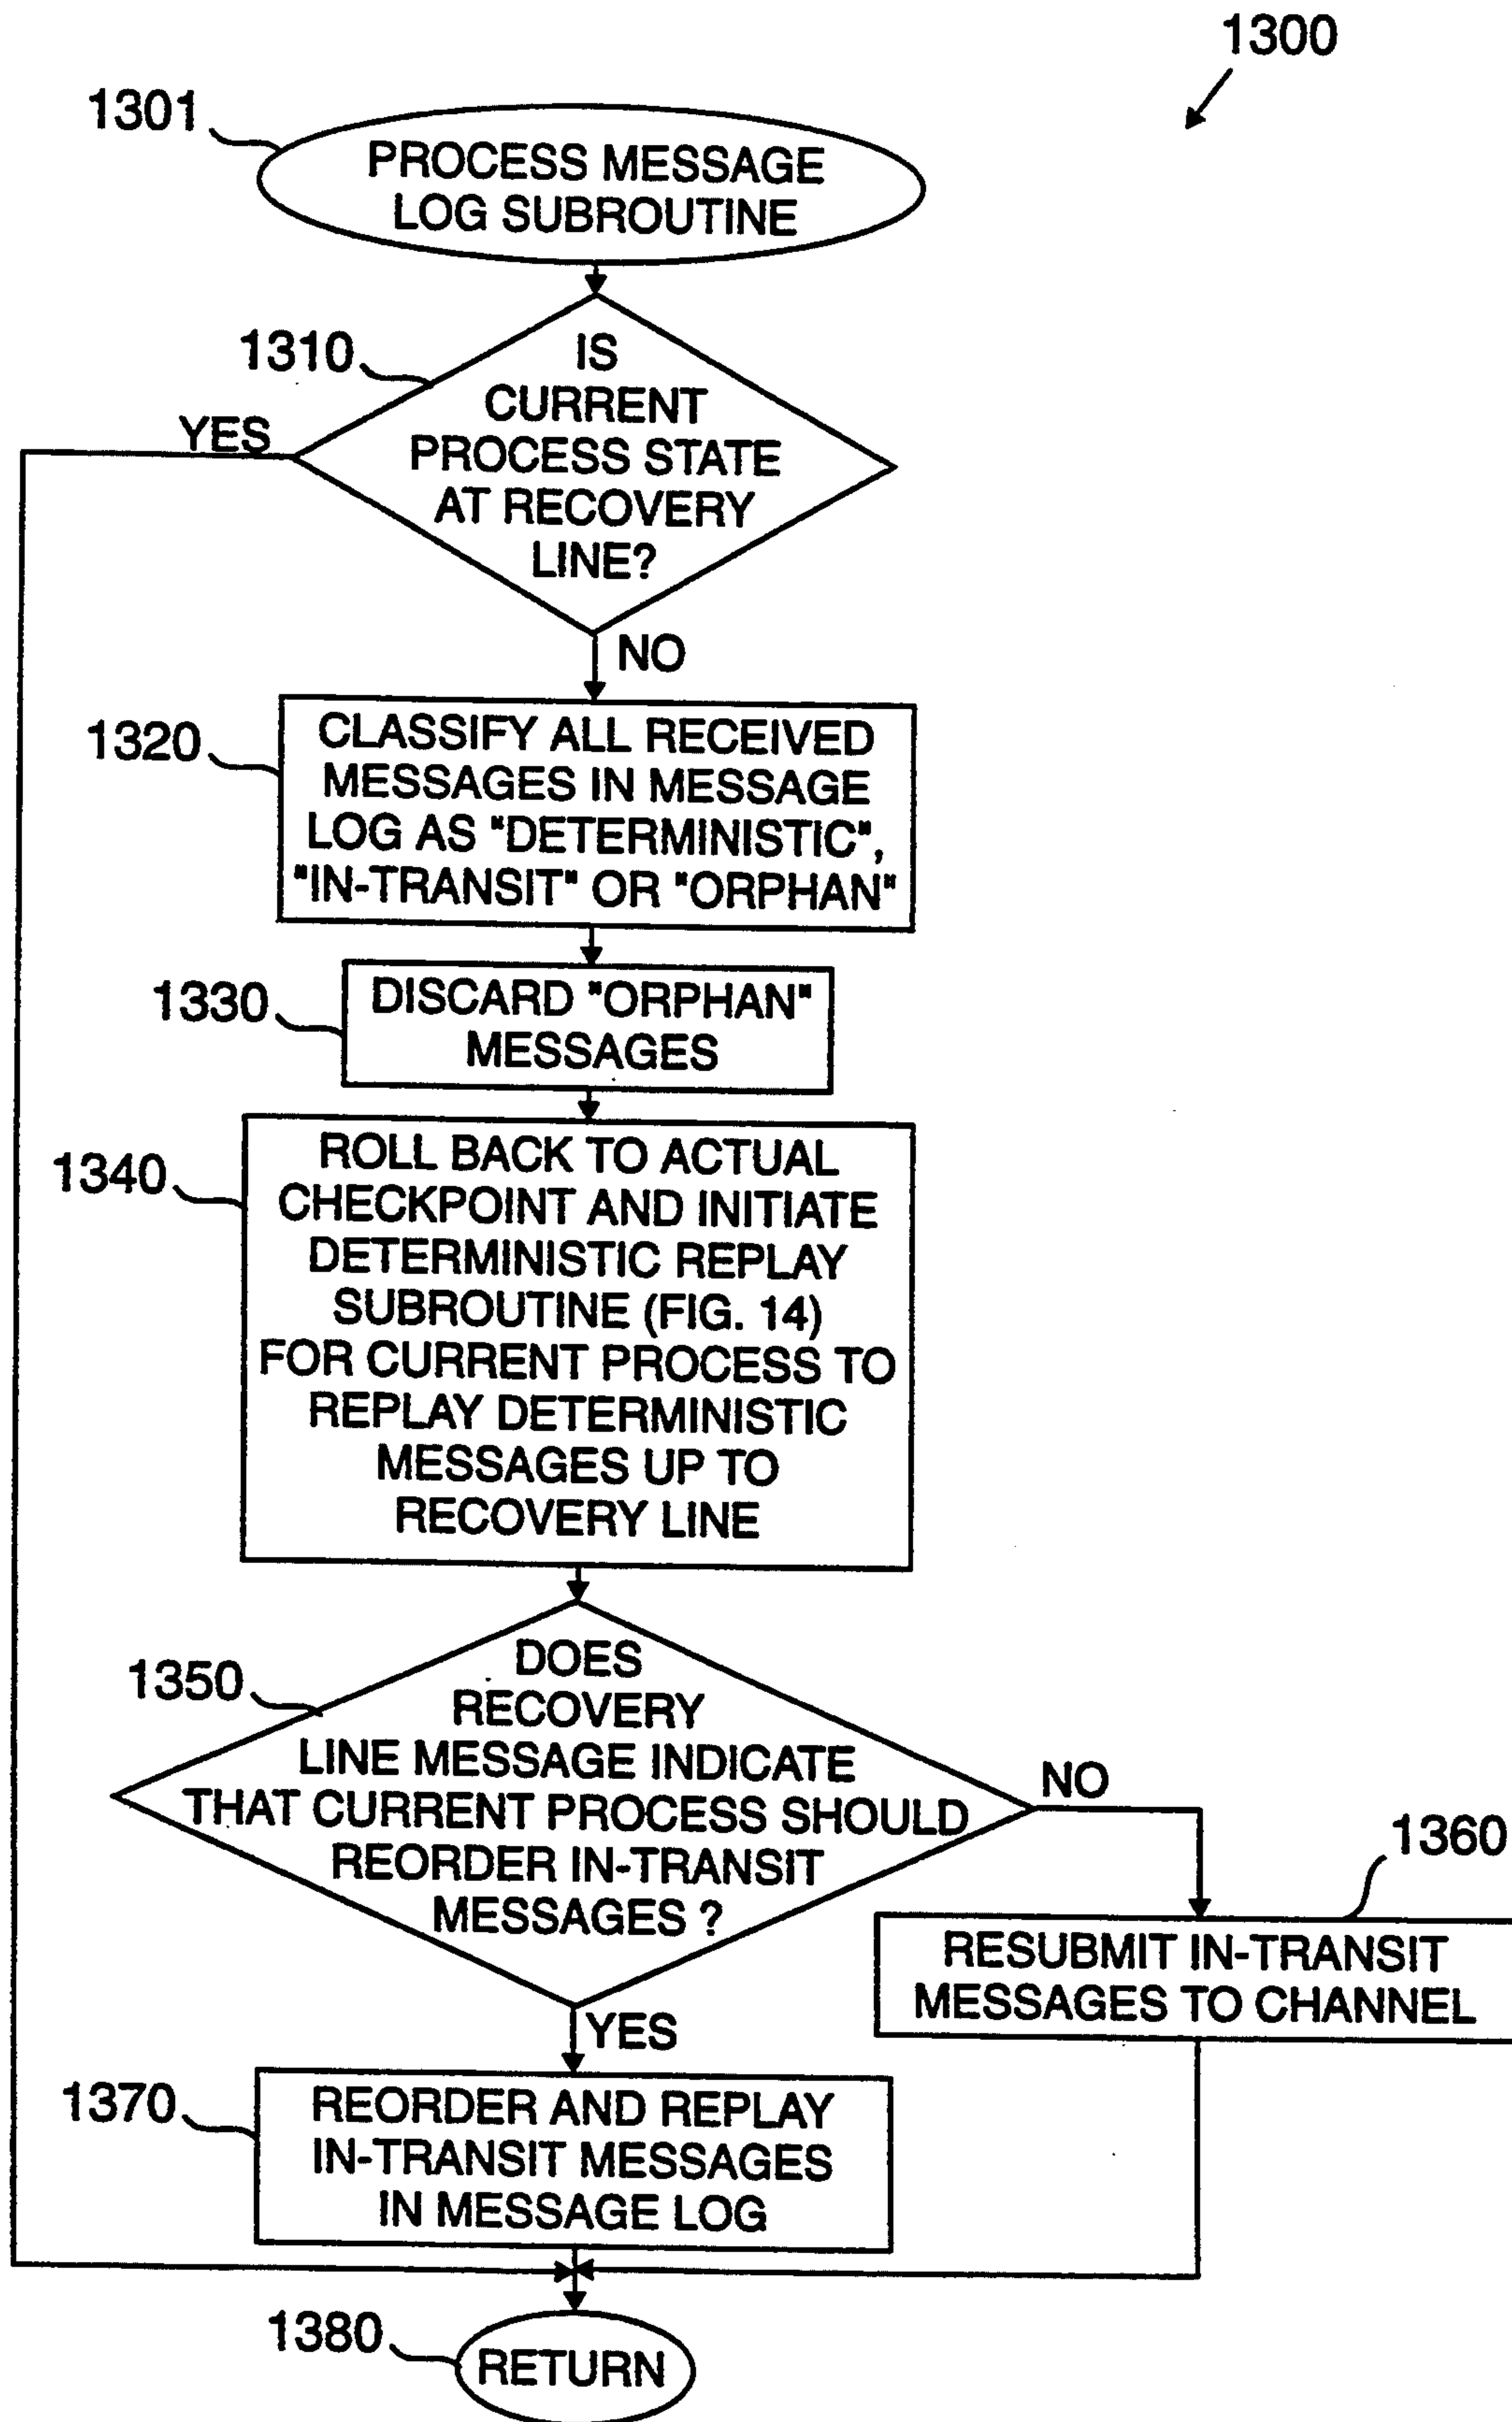 1300
1301
PROCESS MESSAGE
LOG SUBROUTINE
1310
IS
CURRENT
PROCESS STATE
AT RECOVERY
LINE?
YES
NO
1320
CLASSIFY ALL RECEIVED
MESSAGES IN MESSAGE
LOG AS "DETERMINISTIC",
"IN-TRANSIT" OR "ORPHAN"
1330
DISCARD "ORPHAN"
MESSAGES
1340
ROLL BACK TO ACTUAL
CHECKPOINT AND INITIATE
DETERMINISTIC REPLAY
SUBROUTINE (FIG. 14)
FOR CURRENT PROCESS TO
REPLAY DETERMINISTIC
MESSAGES UP TO
RECOVERY LINE
1350
DOES
RECOVERY
LINE MESSAGE INDICATE
THAT CURRENT PROCESS SHOULD
REORDER IN-TRANSIT
MESSAGES ?
NO
1360
RESUBMIT IN-TRANSIT
MESSAGES TO CHANNEL
YES
1370
REORDER AND REPLAY
IN-TRANSIT MESSAGES
IN MESSAGE LOG
1380
RETURN